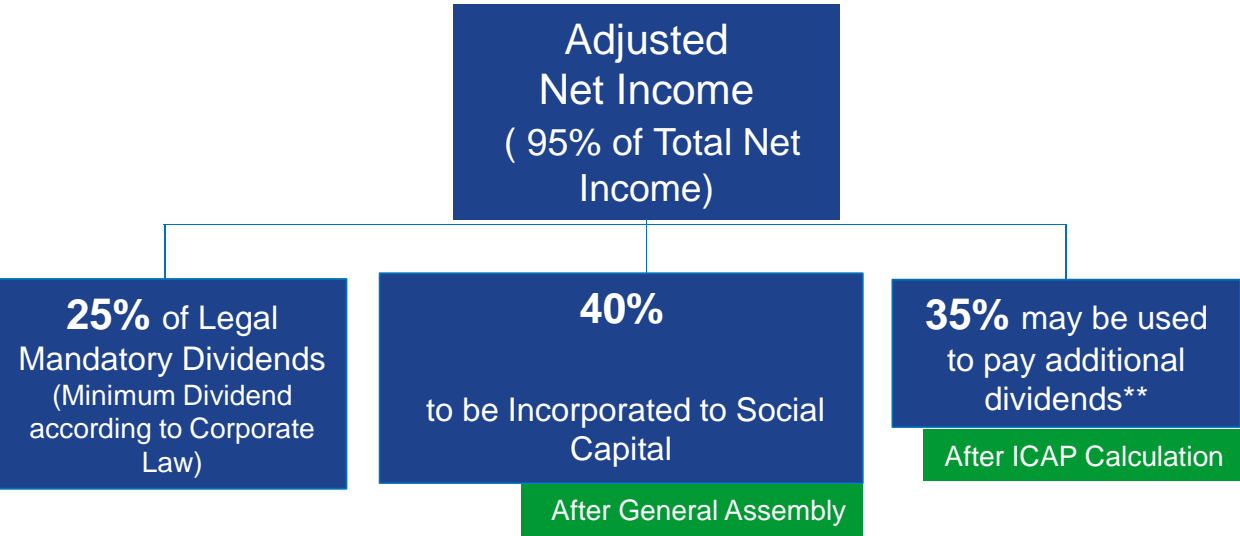 Adjusted
Net Income
( 95% of Total Net
Income)
25% of Legal
Mandatory Dividends
(Minimum Dividend
according to Corporate
Law)
40%
to be Incorporated to Social
Capital
After General Assembly
35% may be used
to pay additional
dividends**
After ICAP Calculation